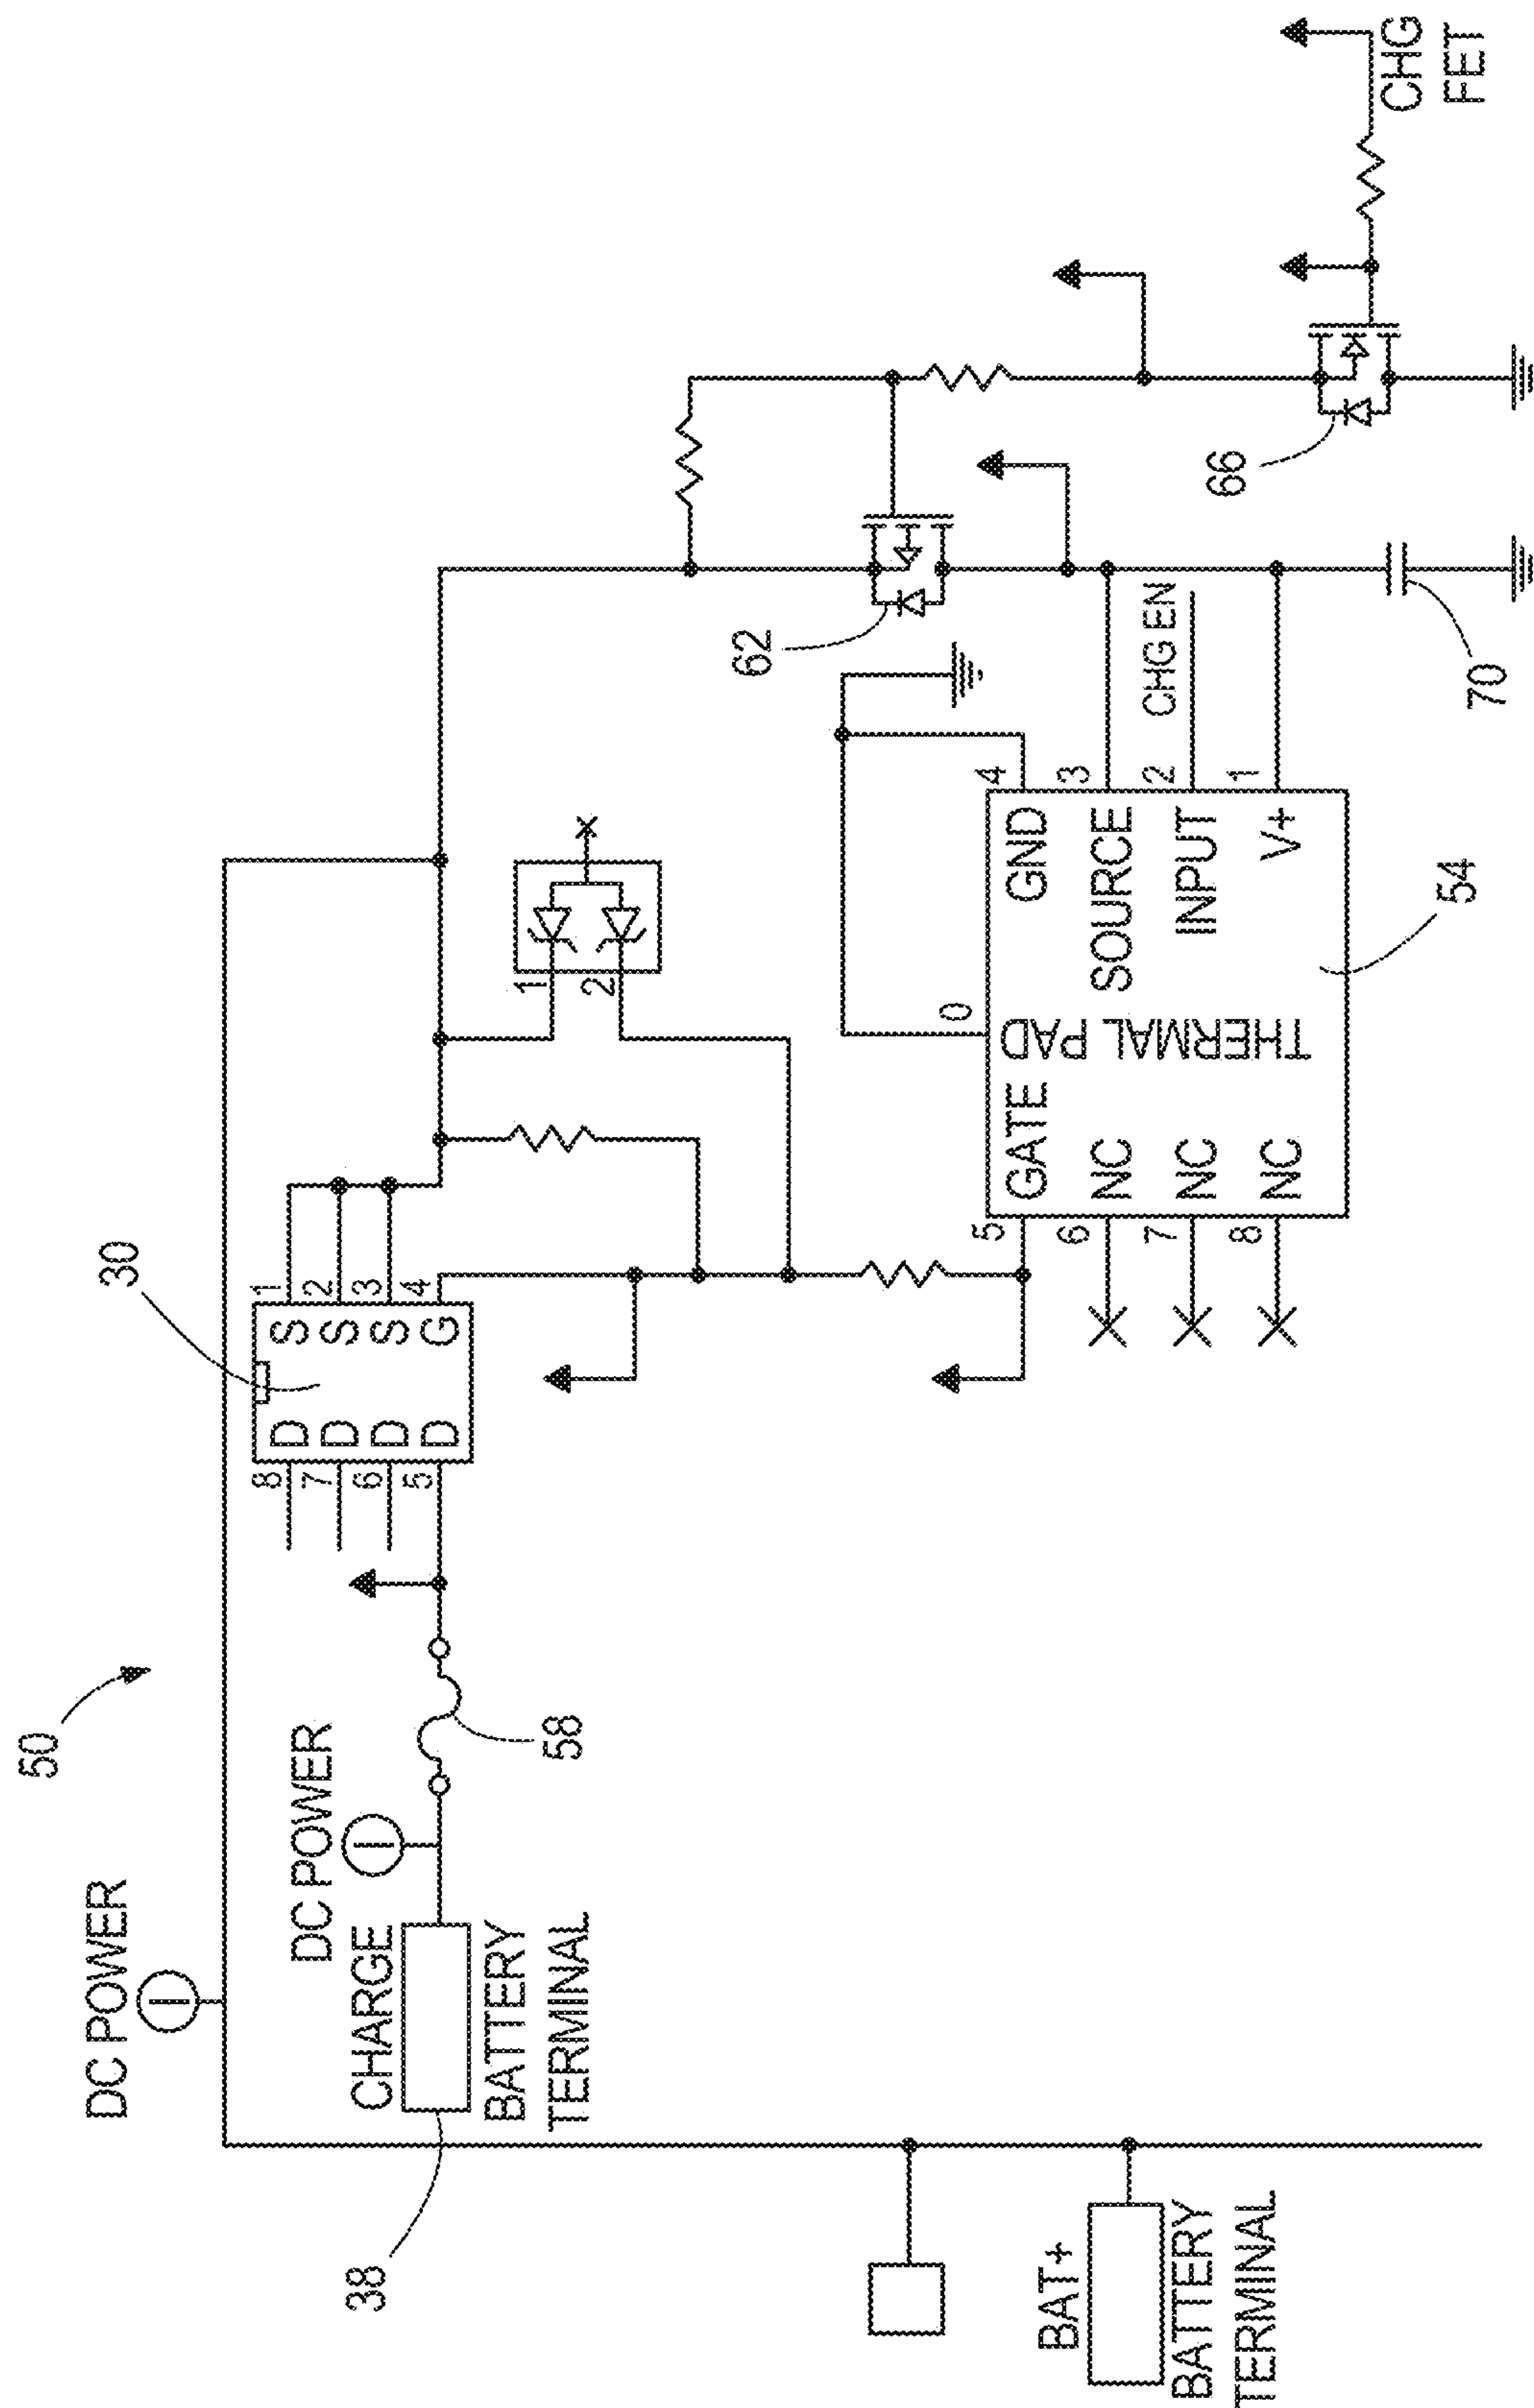 50
DC POWER
DC POWER
CHARGE
BATTERY
TERMINAL
38
58
30
8 D S 1
7 D S 2
6 D S 3
5 D G 4
1
2
BAT+
BATTERY
TERMINAL
0
5 GATE GND 4
6 NC SOURCE 3
7 NC INPUT 2
8 NC V+ 1
THERMAL PAD
CHG EN
54
62
66
70
CHG
FET